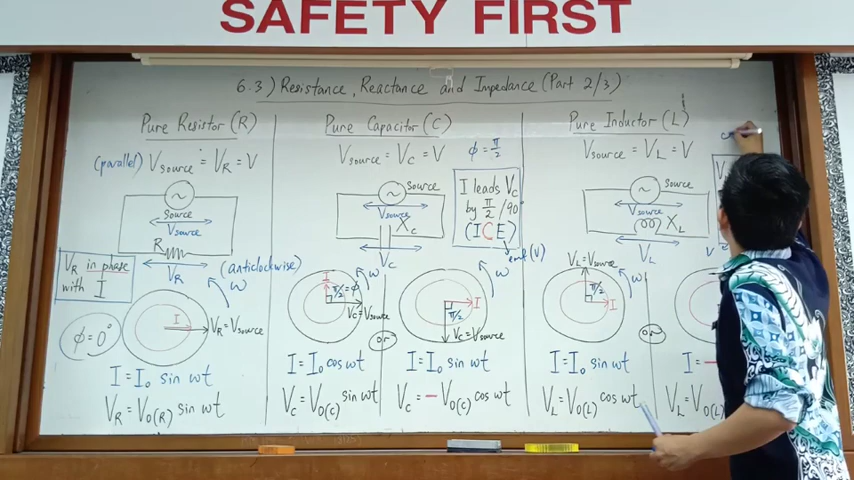 SAFETY FIRST
6.3) Resistance, Reactance and Impedance (Part 2/3)
Pure Resistor (R)
(parallel) Vsource = VR = V
Source
Vsource
R
VR
VR in phase
with I
(anticlockwise)
ω
I
VR = Vsource
φ = 0°
I = I₀ sin ωt
VR = V₀(R) sin ωt
Pure Capacitor (C)
φ = π/2
Vsource = VC = V
Source
Vsource
XC
VC
I leads VC
by π/2 /90
(ICE)
emf (V)
I
π/2 = φ
ω
VC = Vsource
I = I₀ cos ωt
VC = V₀(C) sin ωt
or
ω
I
π/2
VC = Vsource
I = I₀ sin ωt
VC = −V₀(C) cos ωt
Pure Inductor (L)
Vsource = VL = V
Source
Vsource
XL
VL
VL = Vsource
ω
π/2
I
I = I₀ sin ωt
VL = V₀(L) cos ωt
or
I = −
VL = V₀(L)
V